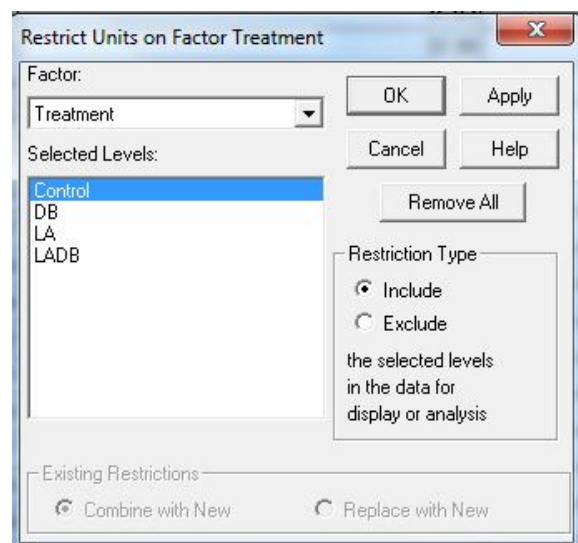 Restrict Units on Factor Treatment
Factor:
Treatment
Selected Levels:
Control
DB
LA
LADB
OK
Apply
Cancel
Help
Remove All
Restriction Type
Include
Exclude
the selected levels
in the data for
display or analysis
Existing Restrictions
Combine with New
Replace with New